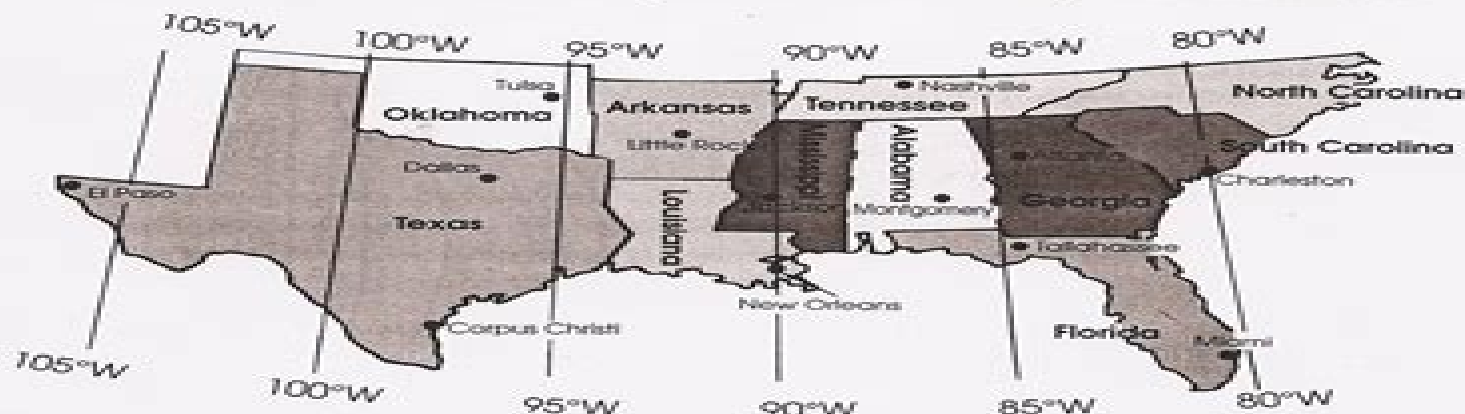 105°W 100°W 95°W 90°W 85°W 80°W
Tulsa
Nashville
Oklahoma
Arkansas
Tennessee
North Carolina
Little Rock
Mississippi
Alabama
South Carolina
Dallas
Atlanta
El Paso
Charleston
Texas
Louisiana
Jackson
Montgomery
Georgia
Tallahassee
New Orleans
Corpus Christi
Florida
Miami
105°W 100°W 95°W 90°W 85°W 80°W